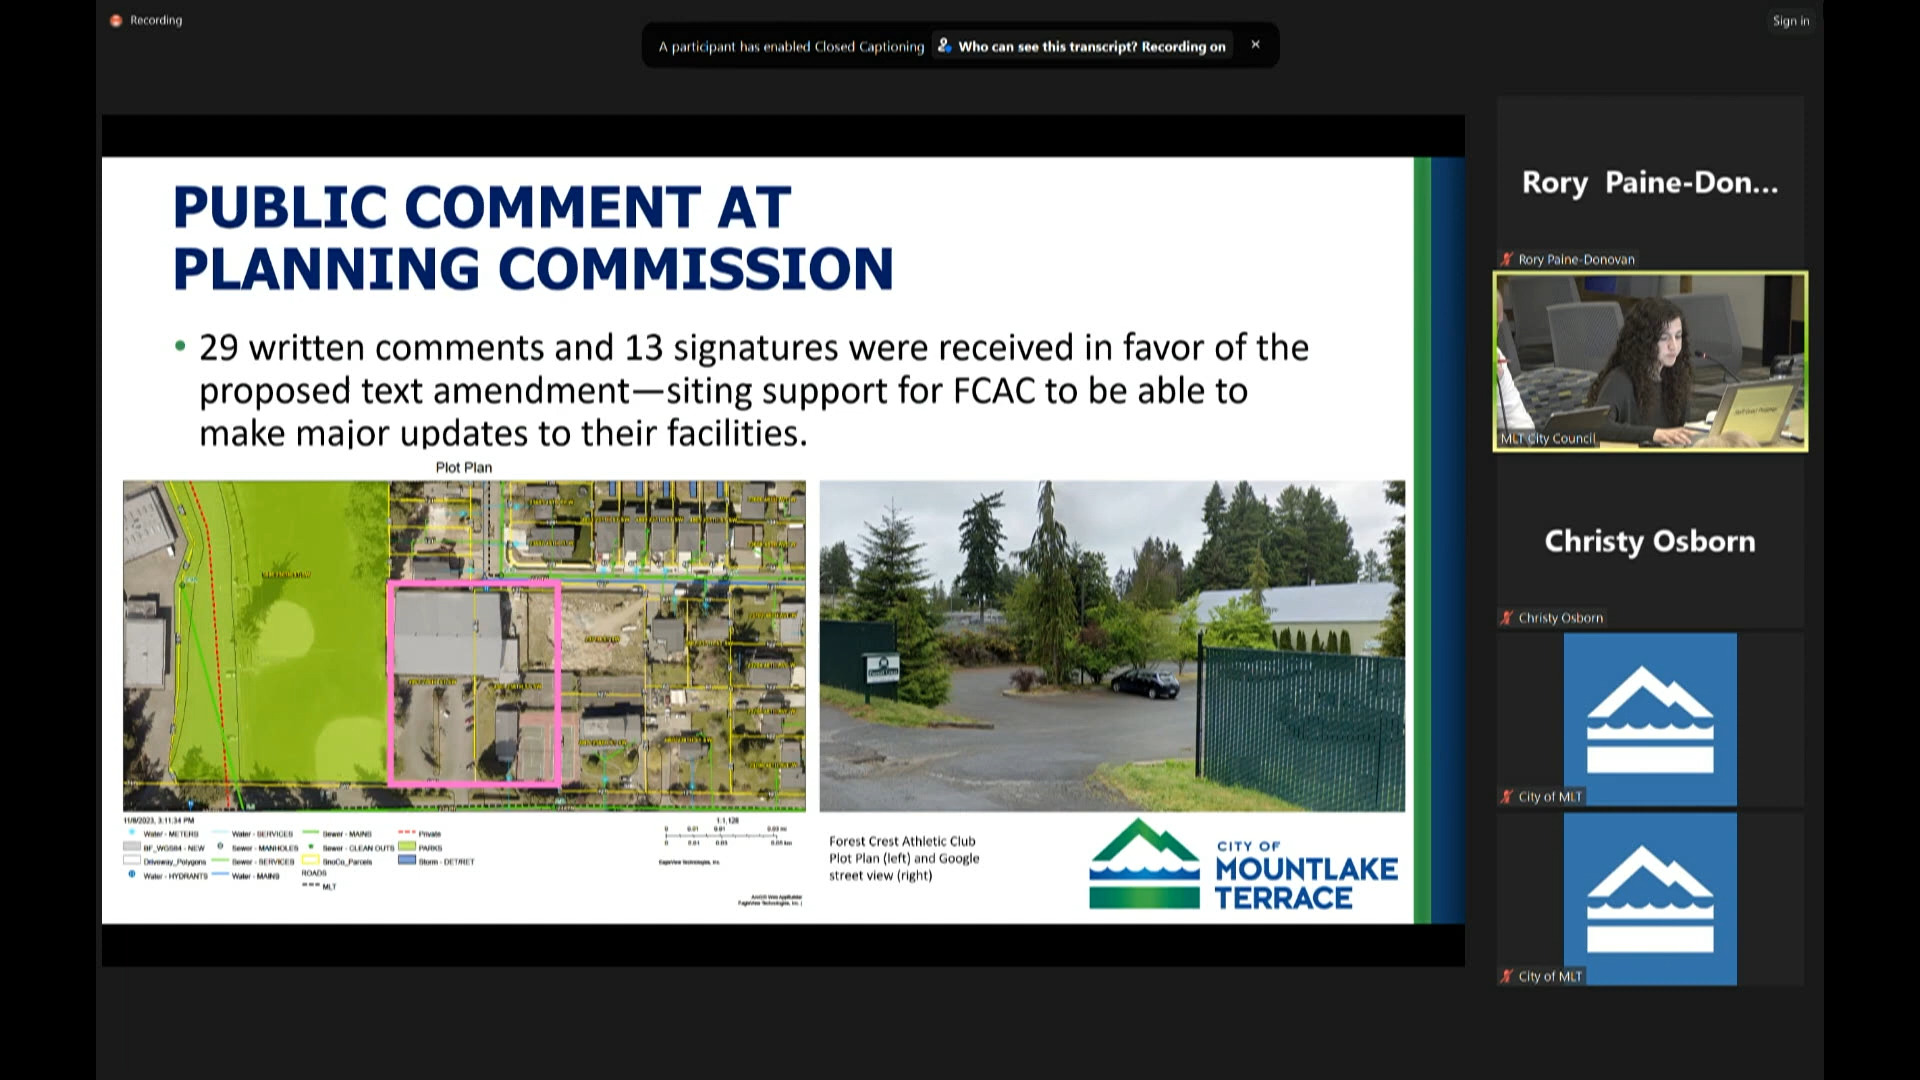 Recording
Sign in
A participant has enabled Closed Captioning
Who can see this transcript? Recording on
PUBLIC COMMENT AT
PLANNING COMMISSION
• 29 written comments and 13 signatures were received in favor of the
proposed text amendment—siting support for FCAC to be able to
make major updates to their facilities.
Plot Plan
11/8/2023, 3:11:34 PM
1:1,128
Water - METERS
Water - SERVICES
Sewer - MAINS
Private
BF_WGS84 - NEW
Sewer - MANHOLES
Sewer - CLEAN OUTS
PARKS
Driveway_Polygons
Sewer - SERVICES
SnoCo_Parcels
Storm - DET/RET
Water - HYDRANTS
Water - MAINS
ROADS
MLT
Forest Crest Athletic Club
Plot Plan (left) and Google
street view (right)
CITY OF
MOUNTLAKE
TERRACE
Rory Paine-Don...
Rory Paine-Donovan
MLT City Council
Christy Osborn
Christy Osborn
City of MLT
City of MLT